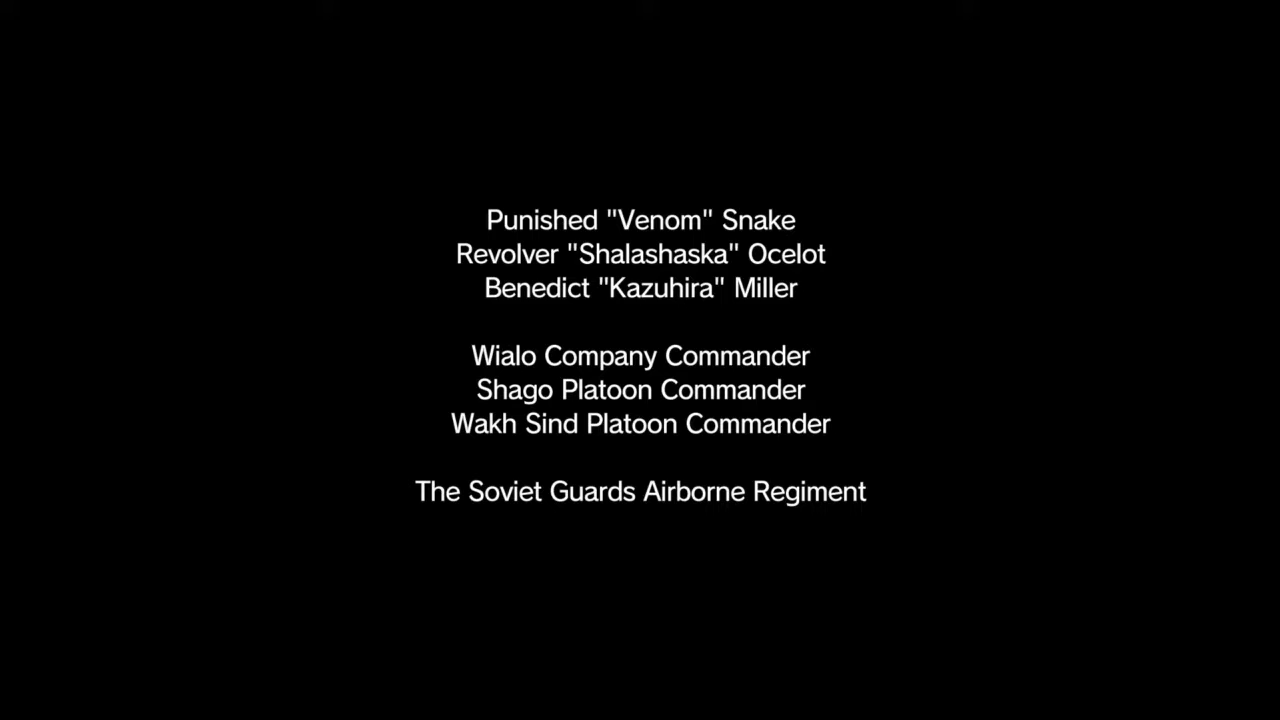 Punished "Venom" Snake
Revolver "Shalashaska" Ocelot
Benedict "Kazuhira" Miller
Wialo Company Commander
Shago Platoon Commander
Wakh Sind Platoon Commander
The Soviet Guards Airborne Regiment